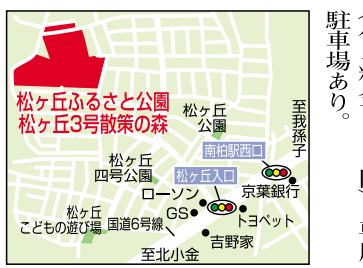 駐車場あり。
松ヶ丘ふるさと公園
松ヶ丘3号散策の森
松ヶ丘
公園
至我孫子
南柏駅西口
松ヶ丘
四号公園
松ヶ丘入口
ローソン
京葉銀行
GS
トヨペット
松ヶ丘
こどもの遊び場
国道6号線
吉野家
至北小金